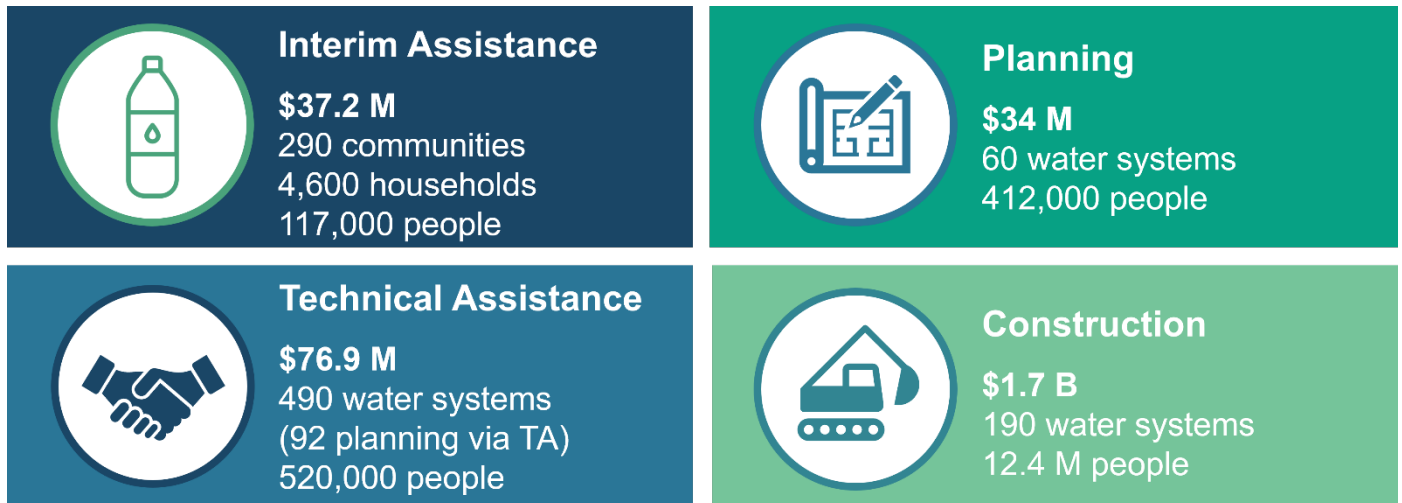 Interim Assistance
$37.2 M
290 communities
4,600 households
117,000 people
Planning
$34 M
60 water systems
412,000 people
Technical Assistance
$76.9 M
490 water systems
(92 planning via TA)
520,000 people
Construction
$1.7 B
190 water systems
12.4 M people